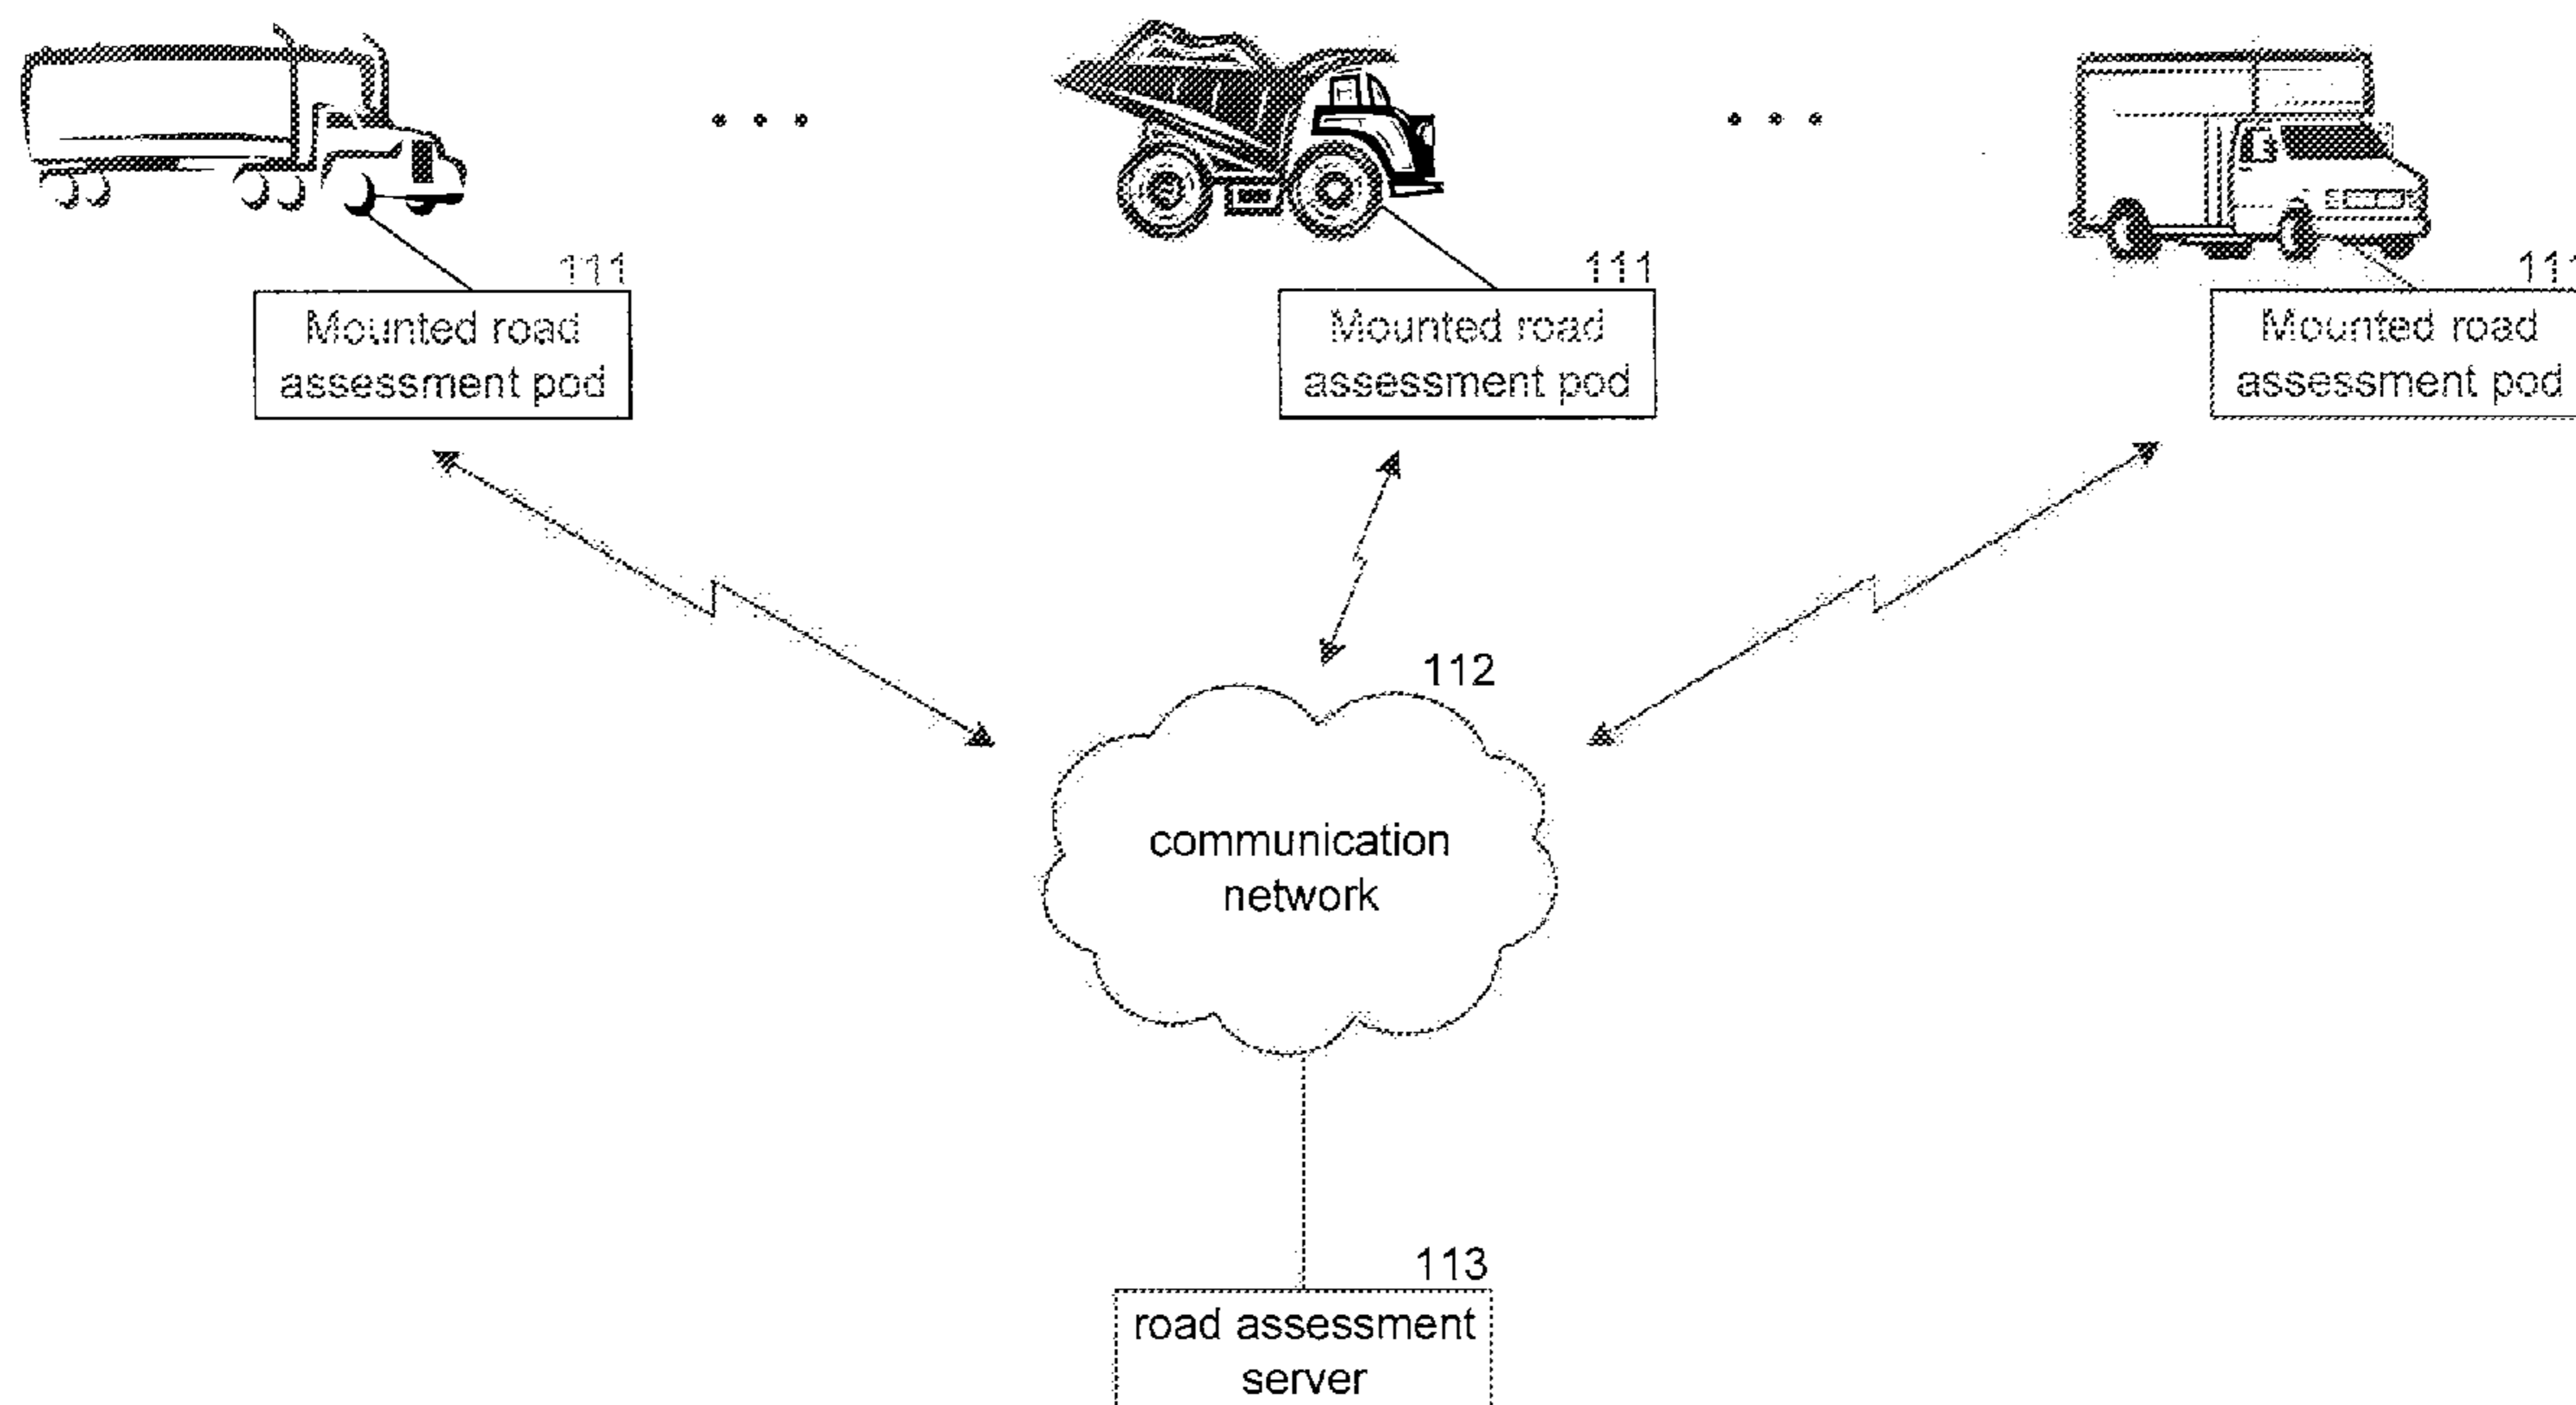 111
Mounted road
assessment pod
111
Mounted road
assessment pod
111
Mounted road
assessment pod
112
communication
network
113
road assessment
server